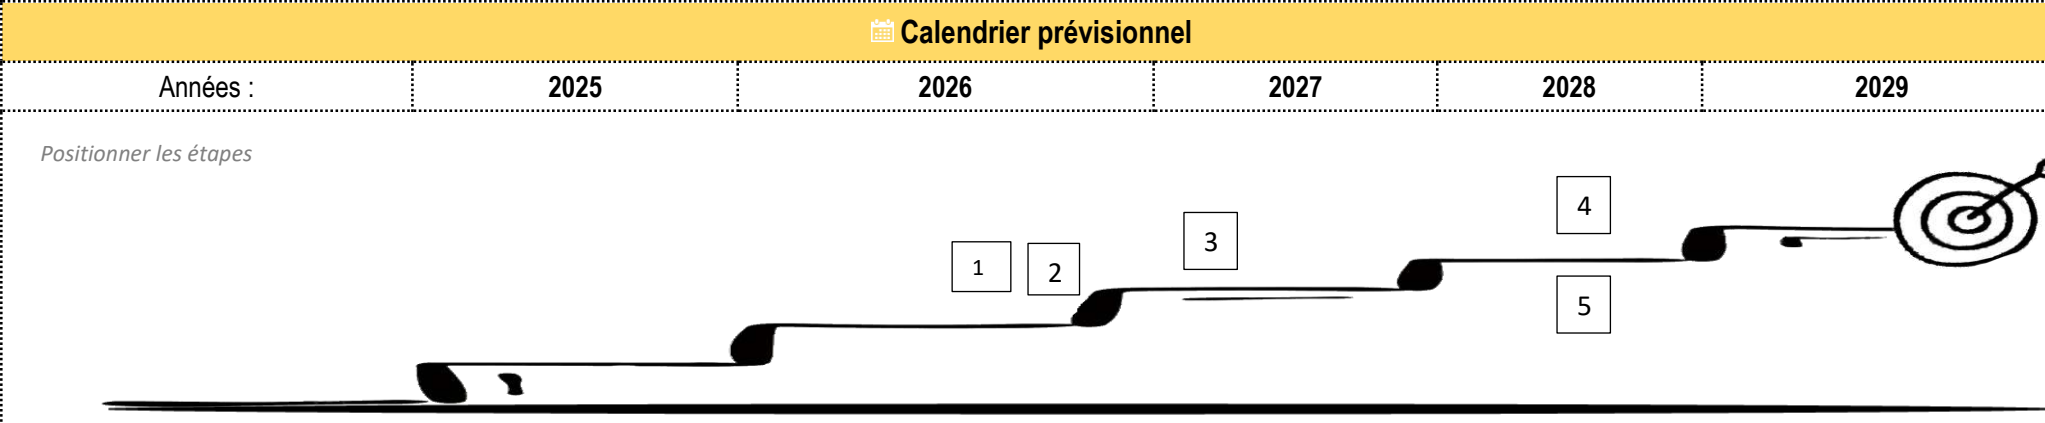 Calendrier prévisionnel
Années : 2025 2026 2027 2028 2029
Positionner les étapes
4
3
1 2
5